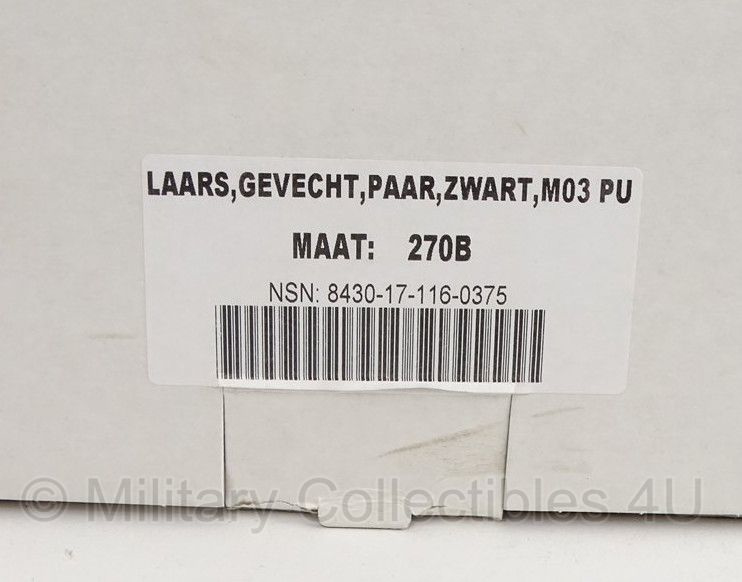 LAARS,GEVECHT,PAAR,ZWART,M03 PU
MAAT: 270B
NSN: 8430-17-116-0375
© Military Collectibles 4U